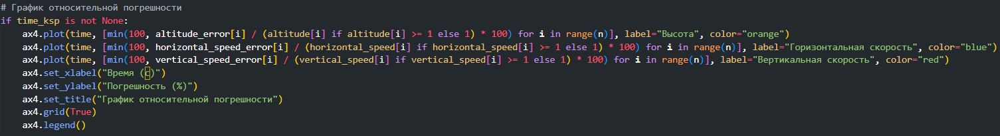 # График относительной погрешности
if time_ksp is not None:
    ax4.plot(time, [min(100, altitude_error[i] / (altitude[i] if altitude[i] >= 1 else 1) * 100) for i in range(n)], label="Высота", color="orange")
    ax4.plot(time, [min(100, horizontal_speed_error[i] / (horizontal_speed[i] if horizontal_speed[i] >= 1 else 1) * 100) for i in range(n)], label="Горизонтальная скорость", color="blue")
    ax4.plot(time, [min(100, vertical_speed_error[i] / (vertical_speed[i] if vertical_speed[i] >= 1 else 1) * 100) for i in range(n)], label="Вертикальная скорость", color="red")
    ax4.set_xlabel("Время (с)")
    ax4.set_ylabel("Погрешность (%)")
    ax4.set_title("График относительной погрешности")
    ax4.grid(True)
    ax4.legend()